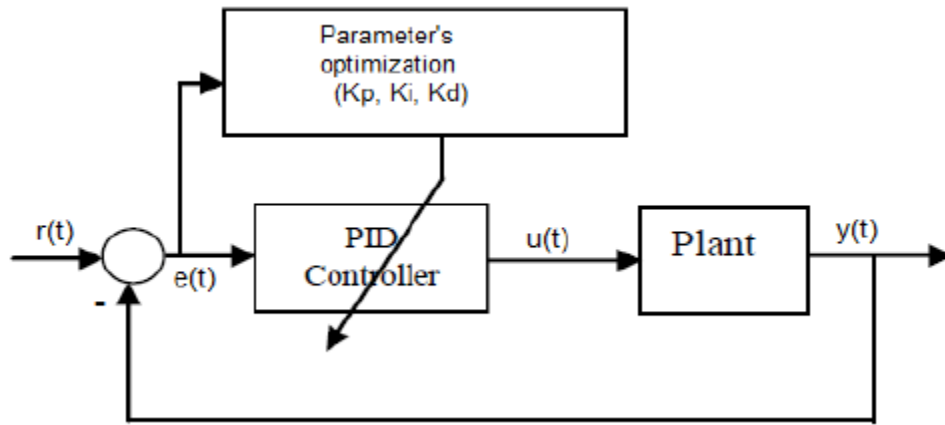 Parameter's
optimization
(Kp, Ki, Kd)
r(t)
e(t)
-
PID
Controller
u(t)
Plant
y(t)